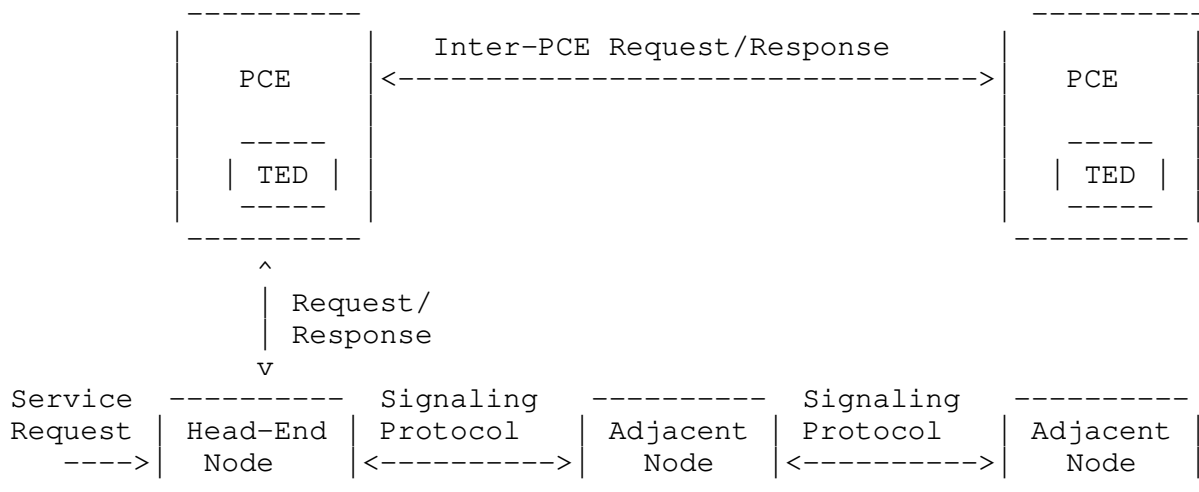 Inter-PCE Request/Response
PCE PCE
TED TED
Request/
Response
Service Signaling Signaling
Request Head-End Protocol Adjacent Protocol Adjacent
Node Node Node